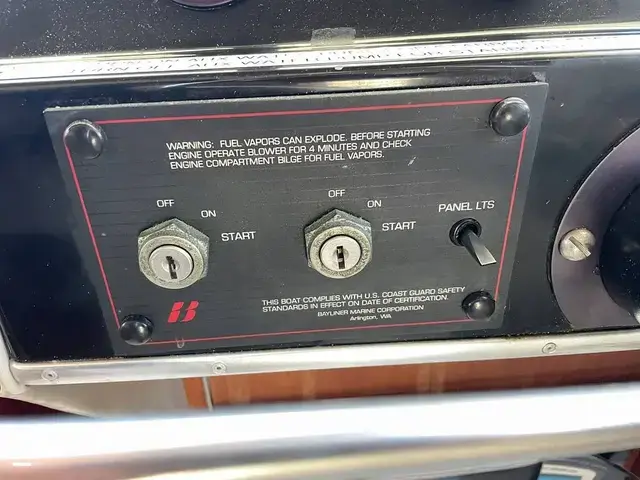 WARNING: FUEL VAPORS CAN EXPLODE. BEFORE STARTING
ENGINE OPERATE BLOWER FOR 4 MINUTES AND CHECK
ENGINE COMPARTMENT BILGE FOR FUEL VAPORS.
OFF
ON
START
OFF
ON
START
PANEL LTS
B
THIS BOAT COMPLIES WITH U.S. COAST GUARD SAFETY
STANDARDS IN EFFECT ON DATE OF CERTIFICATION.
BAYLINER MARINE CORPORATION
Arlington, WA